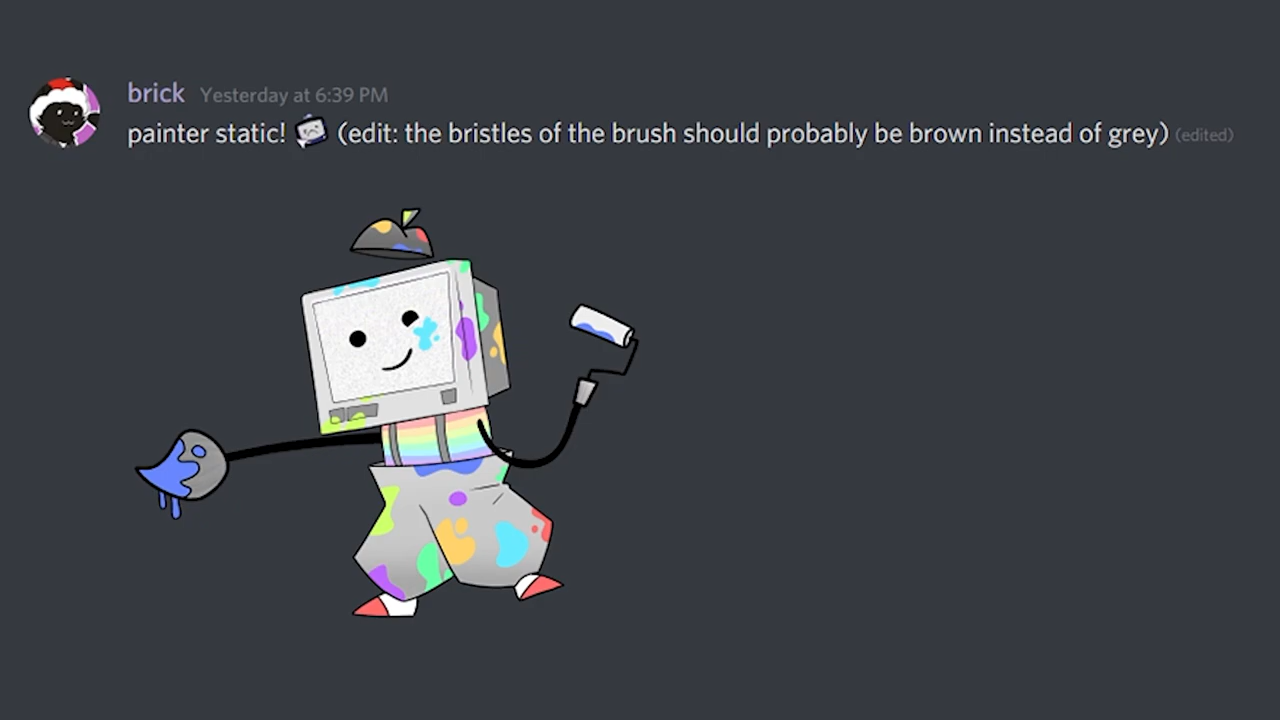 brick Yesterday at 6:39 PM
painter static! (edit: the bristles of the brush should probably be brown instead of grey) (edited)